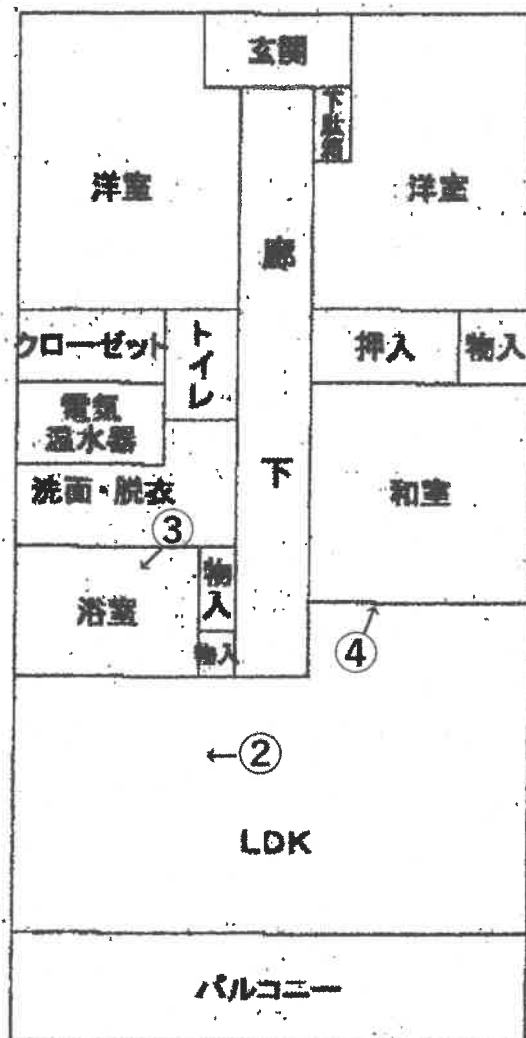 玄関
下駄箱
洋室
洋室
廊下
クローゼット
トイレ
押入
物入
電気
温水器
洗面・脱衣
和室
③
浴室
物入
物入
④
②
LDK
バルコニー